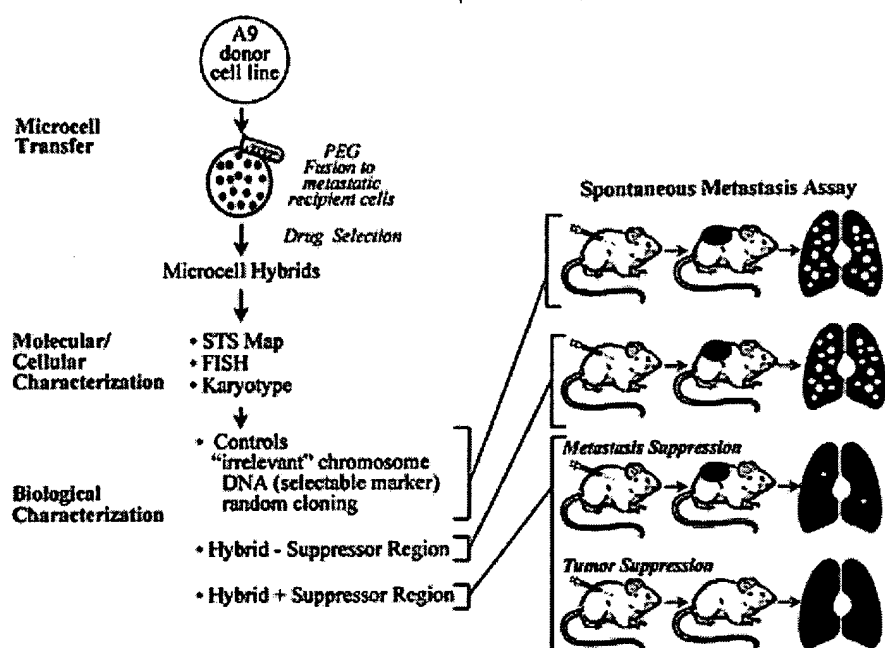 A9
donor
cell line
Microcell
Transfer
PEG
Fusion to
metastatic
recipient cells
Drug Selection
Microcell Hybrids
Molecular/
Cellular
Characterization
• STS Map
• FISH
• Karyotype
Biological
Characterization
• Controls
"irrelevant" chromosome
DNA (selectable marker)
random cloning
• Hybrid - Suppressor Region
• Hybrid + Suppressor Region
Spontaneous Metastasis Assay
Metastasis Suppression
Tumor Suppression